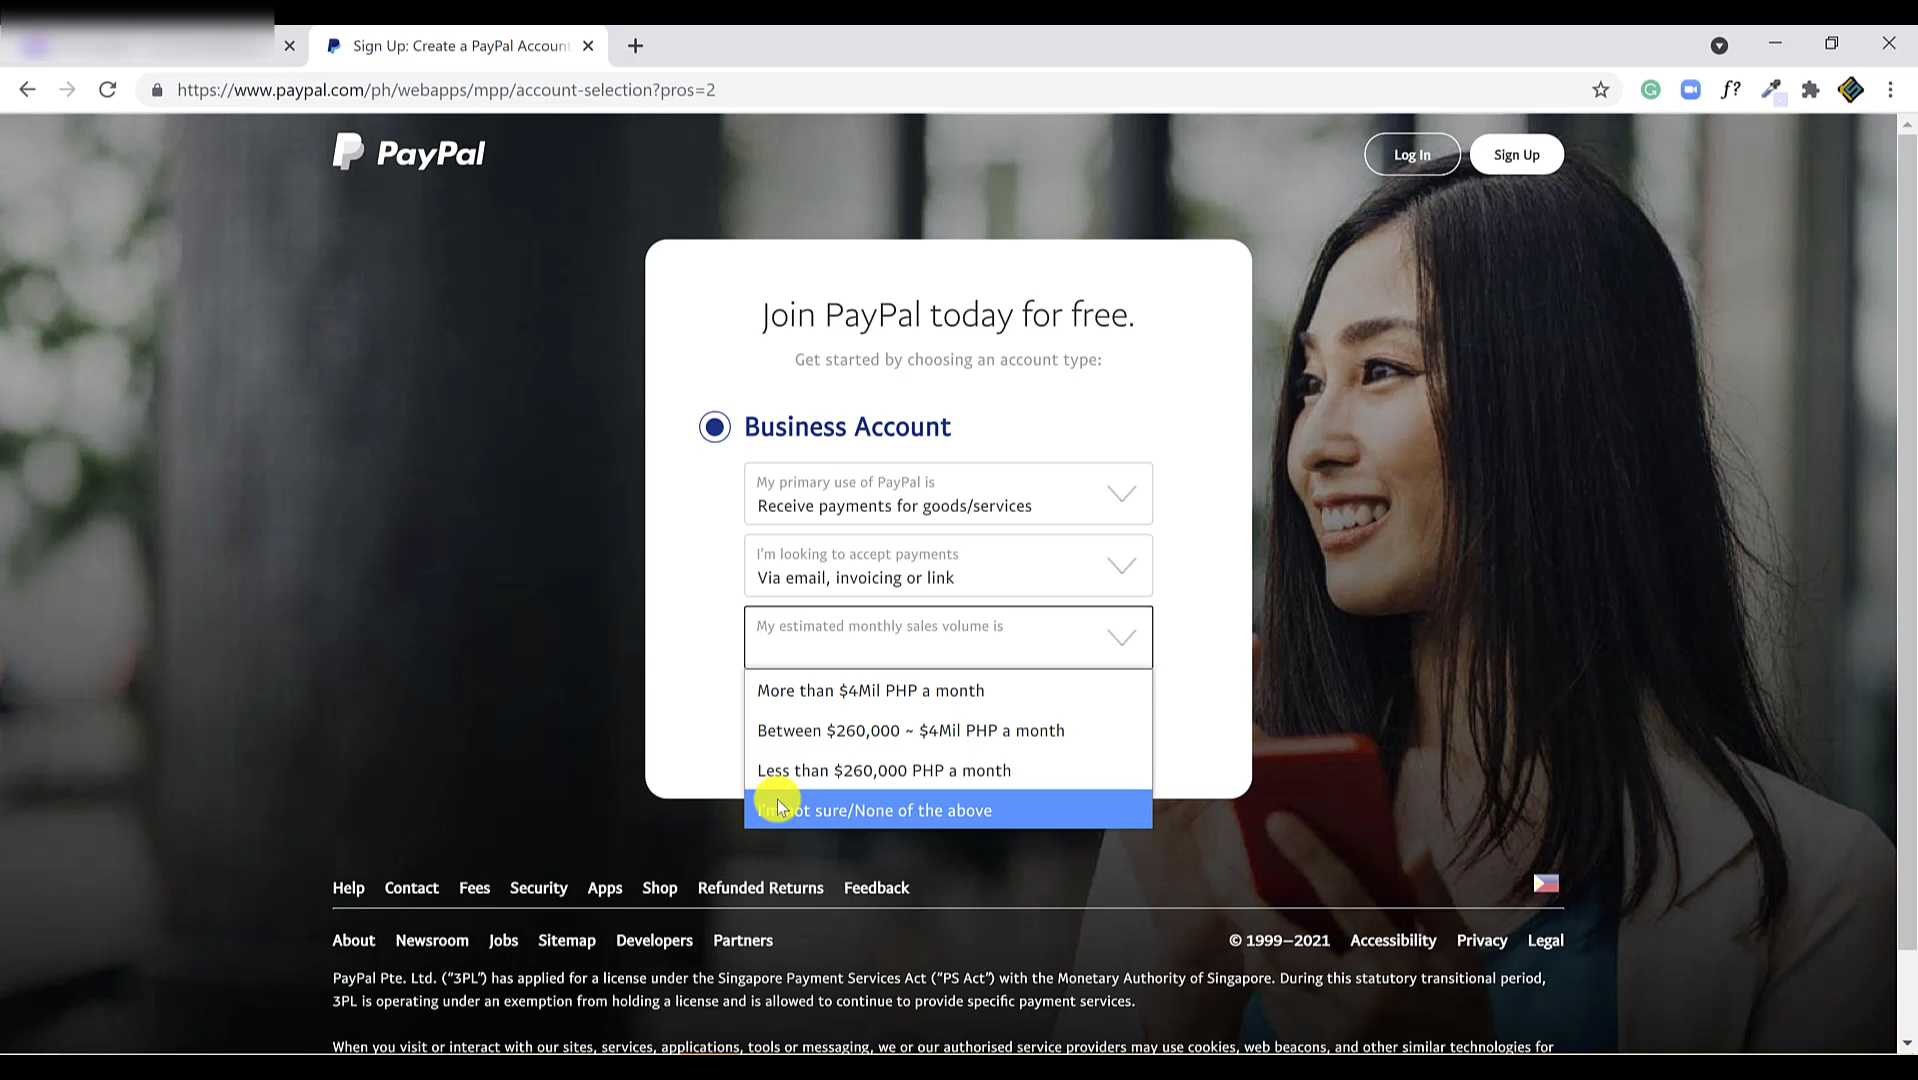 Sign Up: Create a PayPal Accoun
https://www.paypal.com/ph/webapps/mpp/account-selection?pros=2
f?
PayPal
Log In
Sign Up
Join PayPal today for free.
Get started by choosing an account type:
Business Account
My primary use of PayPal is
Receive payments for goods/services
I'm looking to accept payments
Via email, invoicing or link
My estimated monthly sales volume is
More than $4Mil PHP a month
Between $260,000 ~ $4Mil PHP a month
Less than $260,000 PHP a month
I'm not sure/None of the above
Help Contact Fees Security Apps Shop Refunded Returns Feedback
About Newsroom Jobs Sitemap Developers Partners
© 1999–2021 Accessibility Privacy Legal
PayPal Pte. Ltd. (“3PL”) has applied for a license under the Singapore Payment Services Act (“PS Act”) with the Monetary Authority of Singapore. During this statutory transitional period,
3PL is operating under an exemption from holding a license and is allowed to continue to provide specific payment services.
When you visit or interact with our sites, services, applications, tools or messaging, we or our authorised service providers may use cookies, web beacons, and other similar technologies for